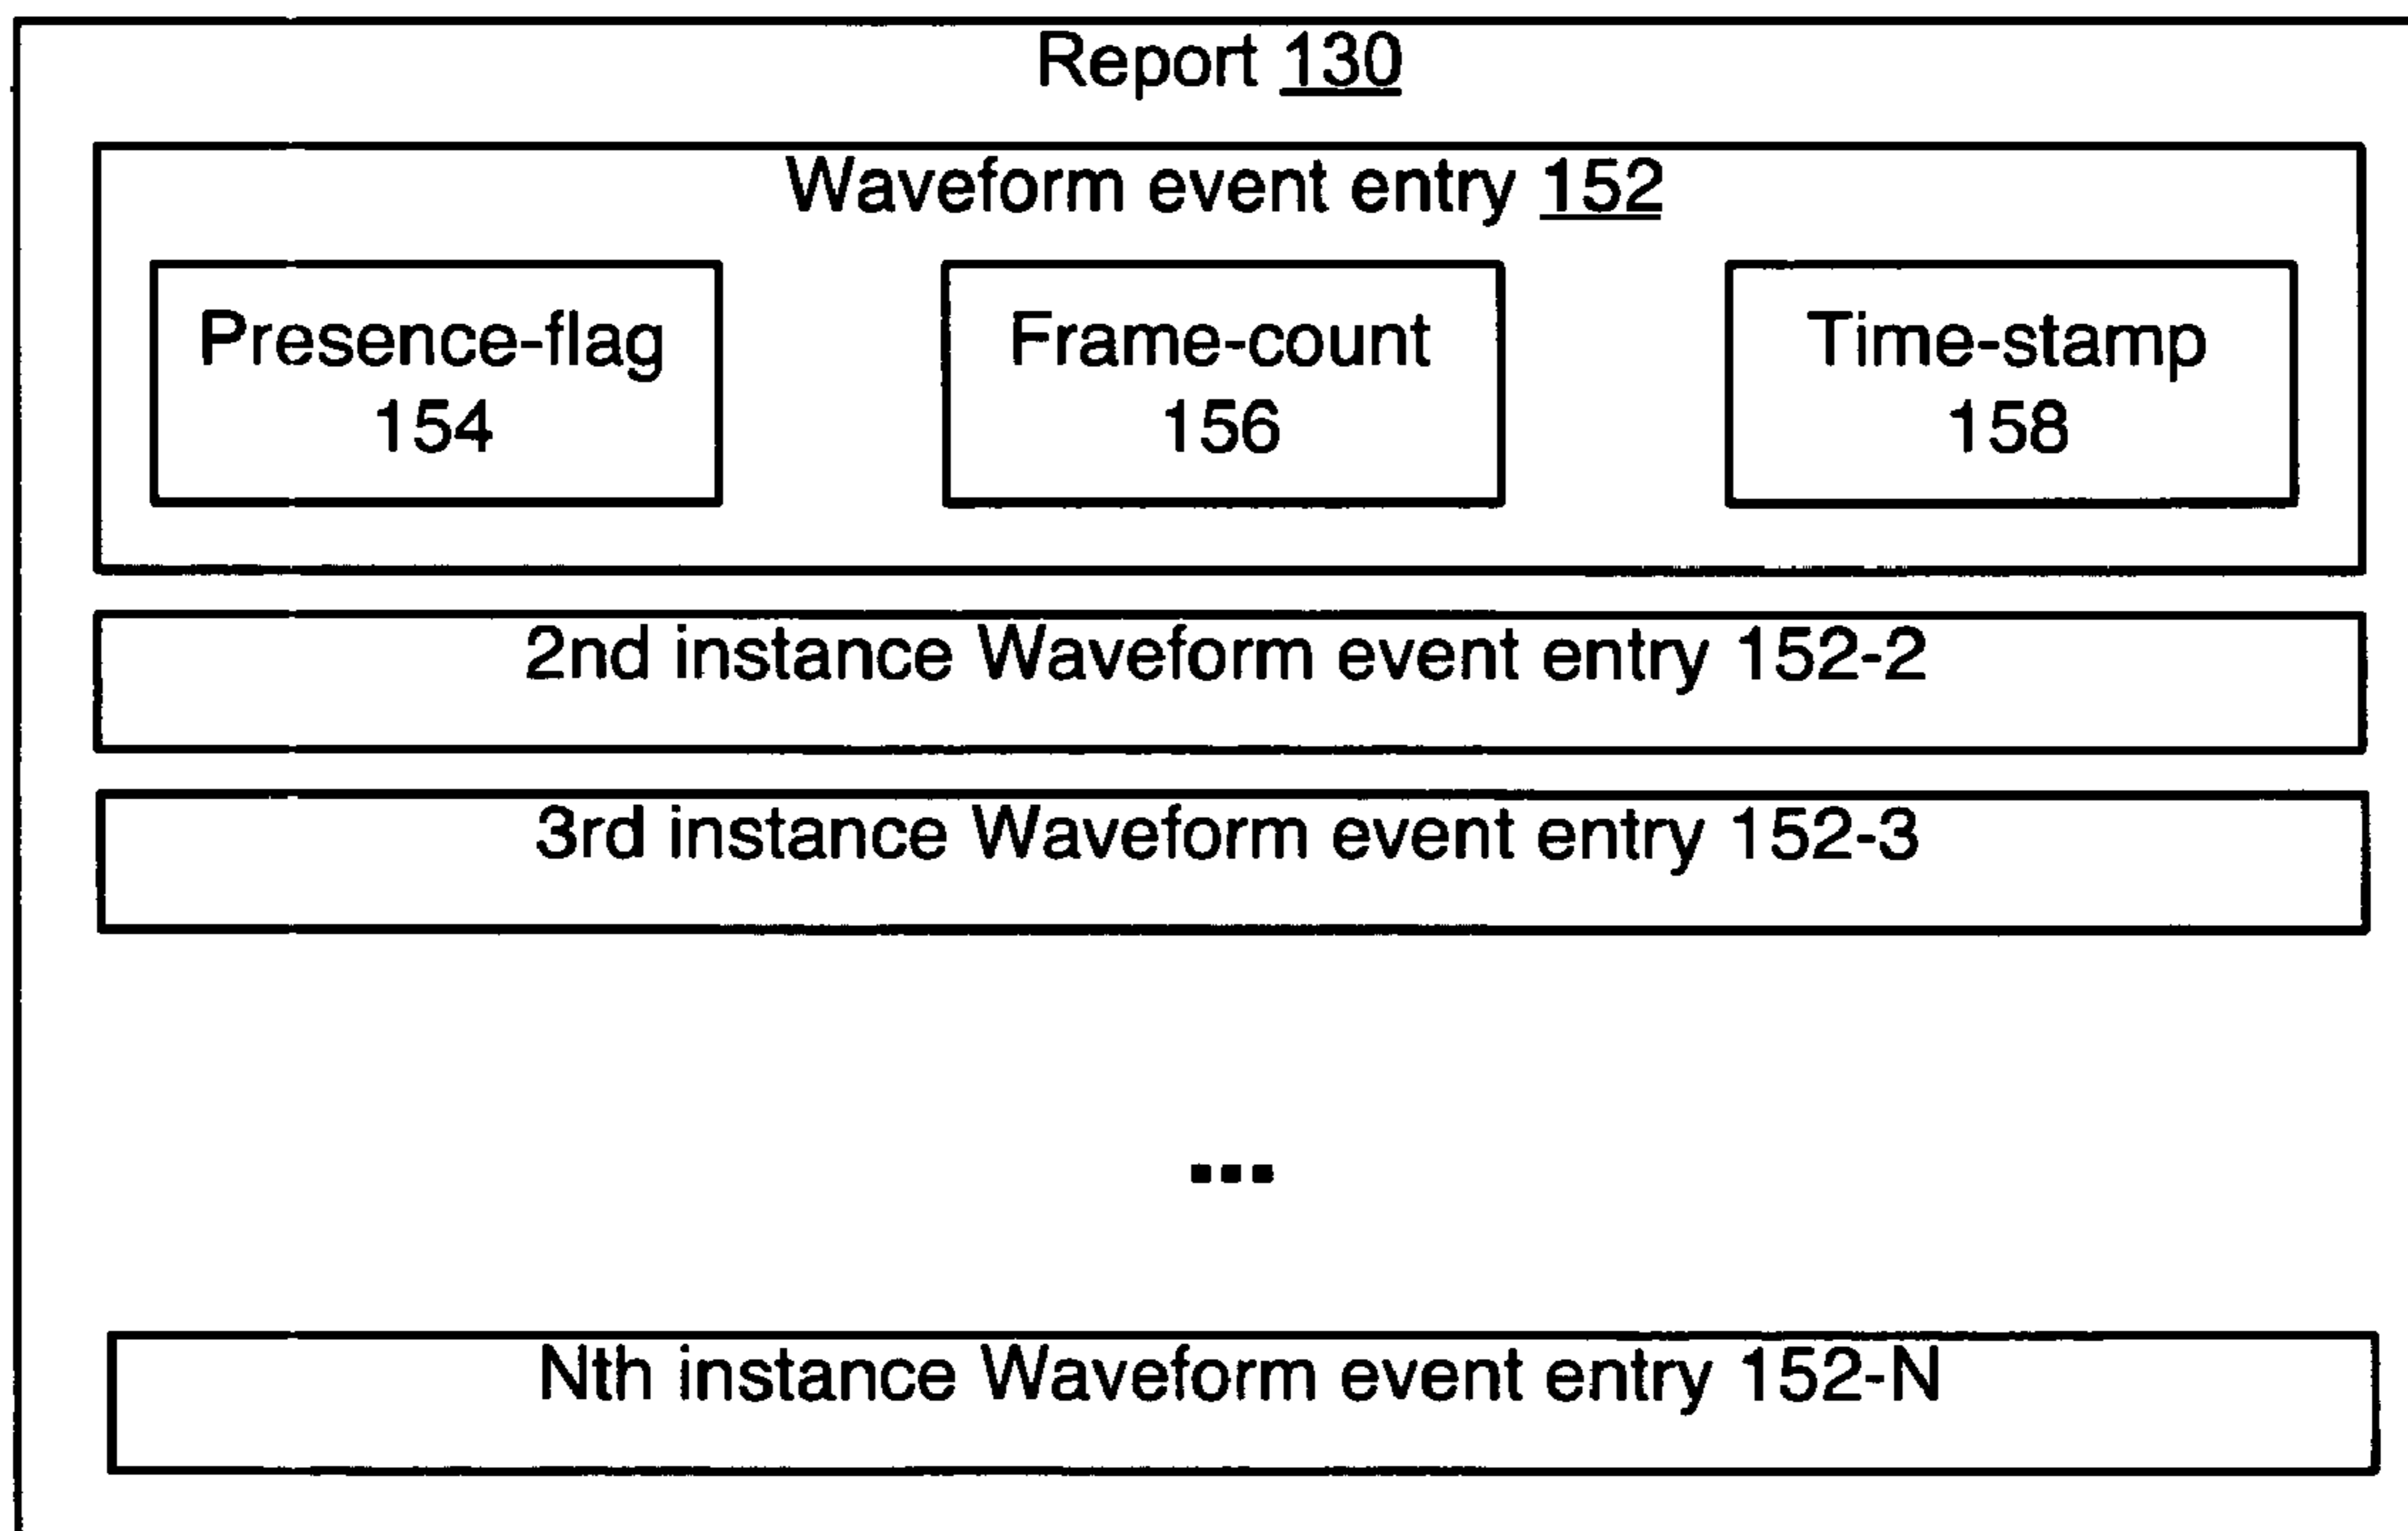 Report 130
Waveform event entry 152
Presence-flag
154
Frame-count
156
Time-stamp
158
2nd instance Waveform event entry 152-2
3rd instance Waveform event entry 152-3
...
Nth instance Waveform event entry 152-N